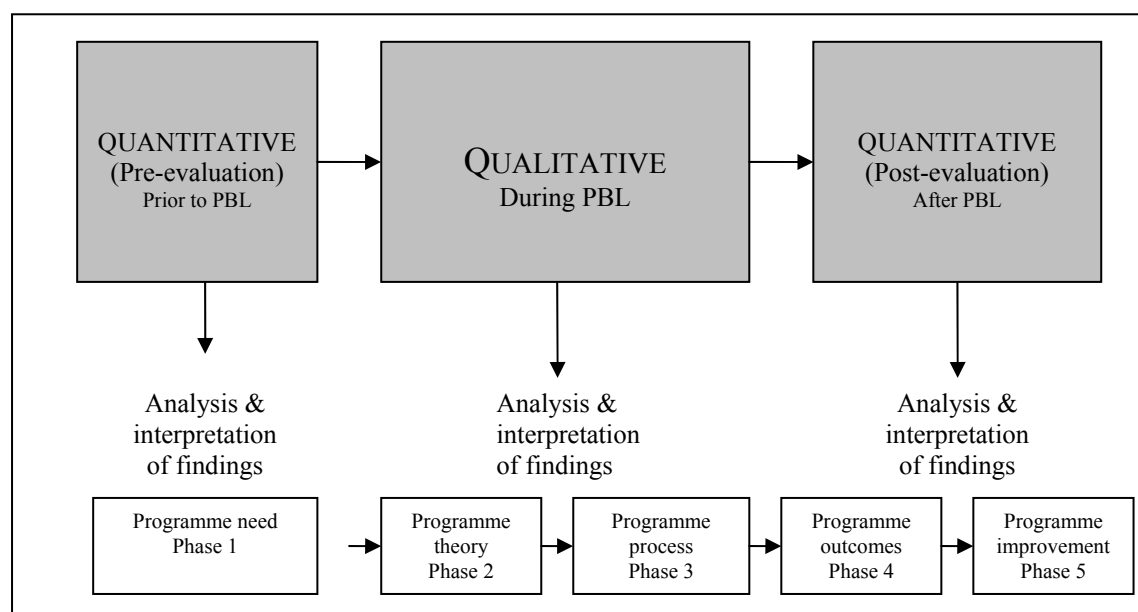 QUANTITATIVE
(Pre-evaluation)
Prior to PBL
QUALITATIVE
During PBL
QUANTITATIVE
(Post-evaluation)
After PBL
Analysis &
interpretation
of findings
Analysis &
interpretation
of findings
Analysis &
interpretation
of findings
Programme need
Phase 1
Programme
theory
Phase 2
Programme
process
Phase 3
Programme
outcomes
Phase 4
Programme
improvement
Phase 5